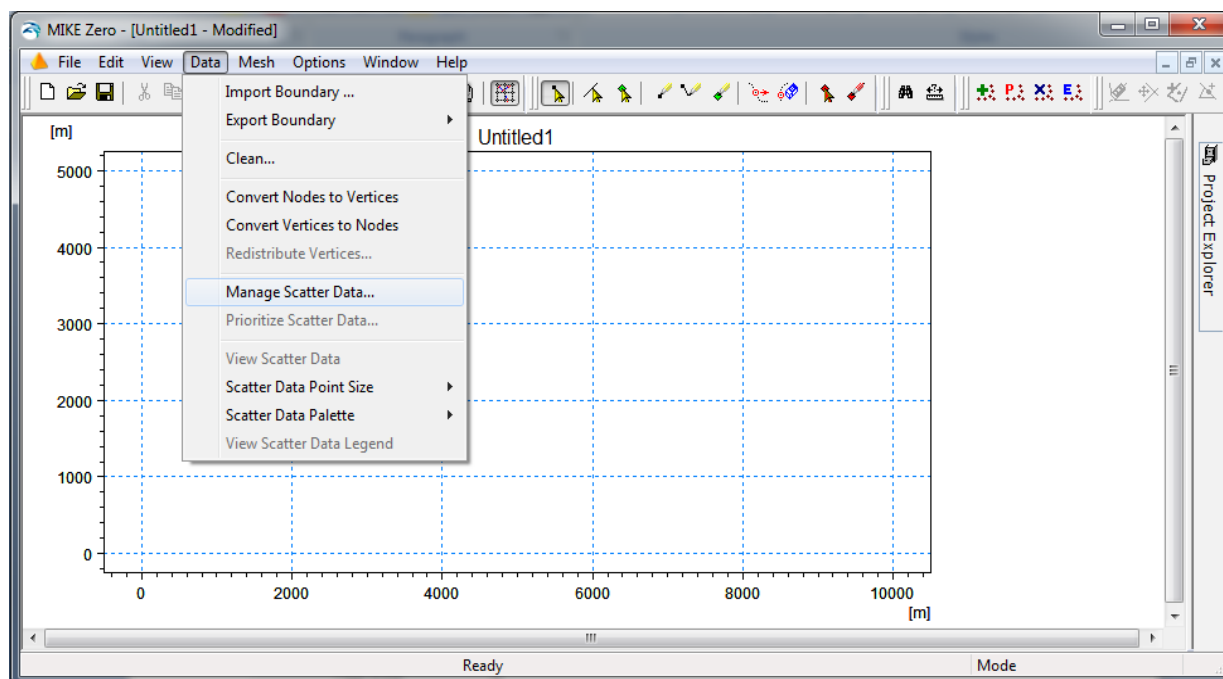 MIKE Zero - [Untitled1 - Modified]
File Edit View Data Mesh Options Window Help
Import Boundary ...
Export Boundary
Clean...
Convert Nodes to Vertices
Convert Vertices to Nodes
Redistribute Vertices...
Manage Scatter Data...
Prioritize Scatter Data...
View Scatter Data
Scatter Data Point Size
Scatter Data Palette
View Scatter Data Legend
[m]
Untitled1
5000
4000
3000
2000
1000
0
0 2000 4000 6000 8000 10000
[m]
Project Explorer
Ready Mode